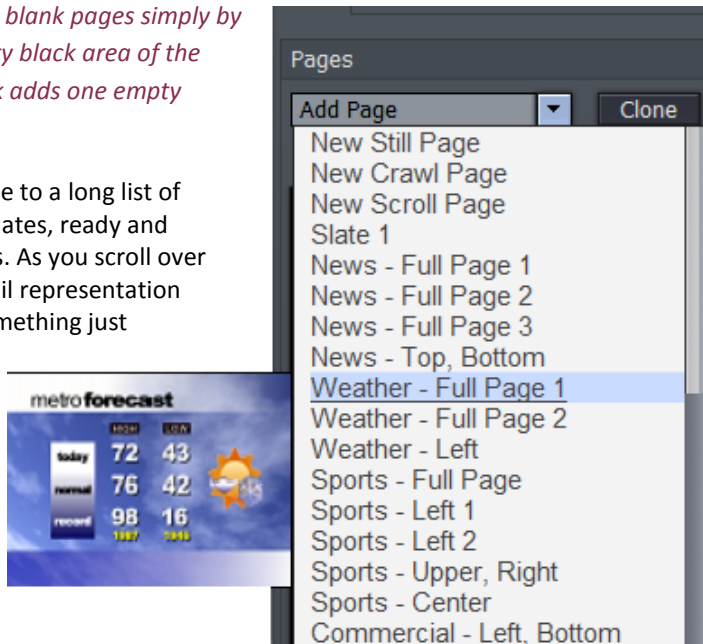 blank pages simply by
y black area of the
k adds one empty
e to a long list of
ates, ready and
s. As you scroll over
il representation
mething just
metroforecast
HIGH LOW
today 72 43
normal 76 42
record 98 16
Pages
Add Page
Clone
New Still Page
New Crawl Page
New Scroll Page
Slate 1
News - Full Page 1
News - Full Page 2
News - Full Page 3
News - Top, Bottom
Weather - Full Page 1
Weather - Full Page 2
Weather - Left
Sports - Full Page
Sports - Left 1
Sports - Left 2
Sports - Upper, Right
Sports - Center
Commercial - Left, Bottom